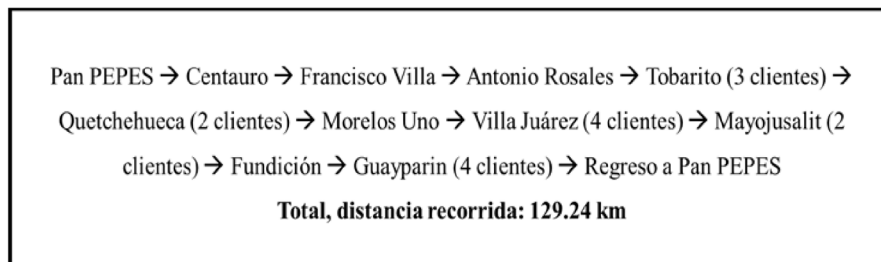 Pan PEPES → Centauro → Francisco Villa → Antonio Rosales → Tobarito (3 clientes) →
Quetchehueca (2 clientes) → Morelos Uno → Villa Juárez (4 clientes) → Mayojusalit (2
clientes) → Fundición → Guayparin (4 clientes) → Regreso a Pan PEPES
Total, distancia recorrida: 129.24 km